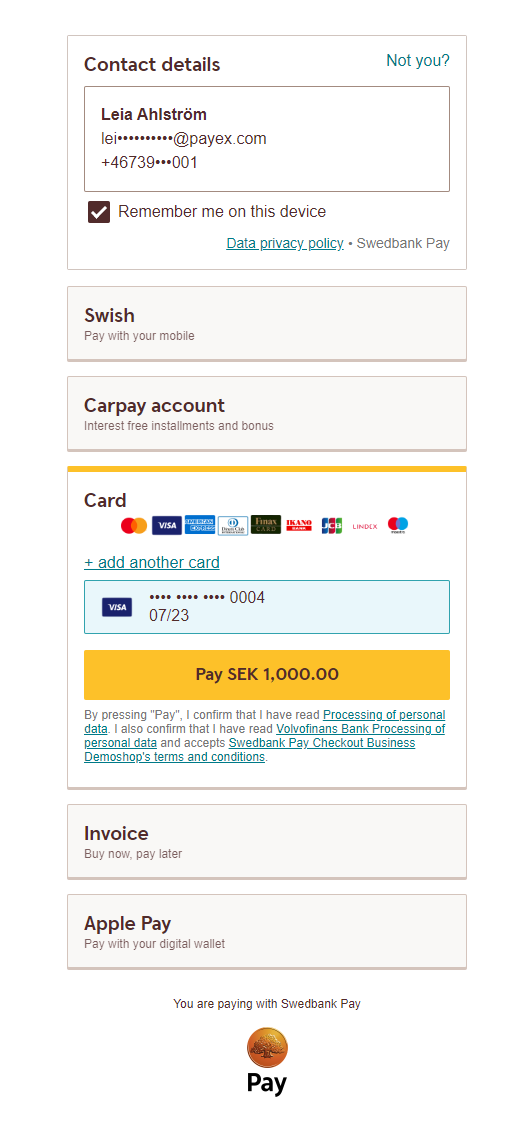 Contact details
Not you?
Leia Ahlström
lei••••••••••@payex.com
+46739•••001
Remember me on this device
Data privacy policy • Swedbank Pay
Swish
Pay with your mobile
Carpay account
Interest free installments and bonus
Card
VISA AMERICAN EXPRESS Diners Club INTERNATIONAL Finax CARD IKANO BANK JCB LINDEX
+ add another card
VISA
•••• •••• •••• 0004
07/23
Pay SEK 1,000.00
By pressing "Pay", I confirm that I have read Processing of personal
data. I also confirm that I have read Volvofinans Bank Processing of
personal data and accepts Swedbank Pay Checkout Business
Demoshop's terms and conditions.
Invoice
Buy now, pay later
Apple Pay
Pay with your digital wallet
You are paying with Swedbank Pay
Pay